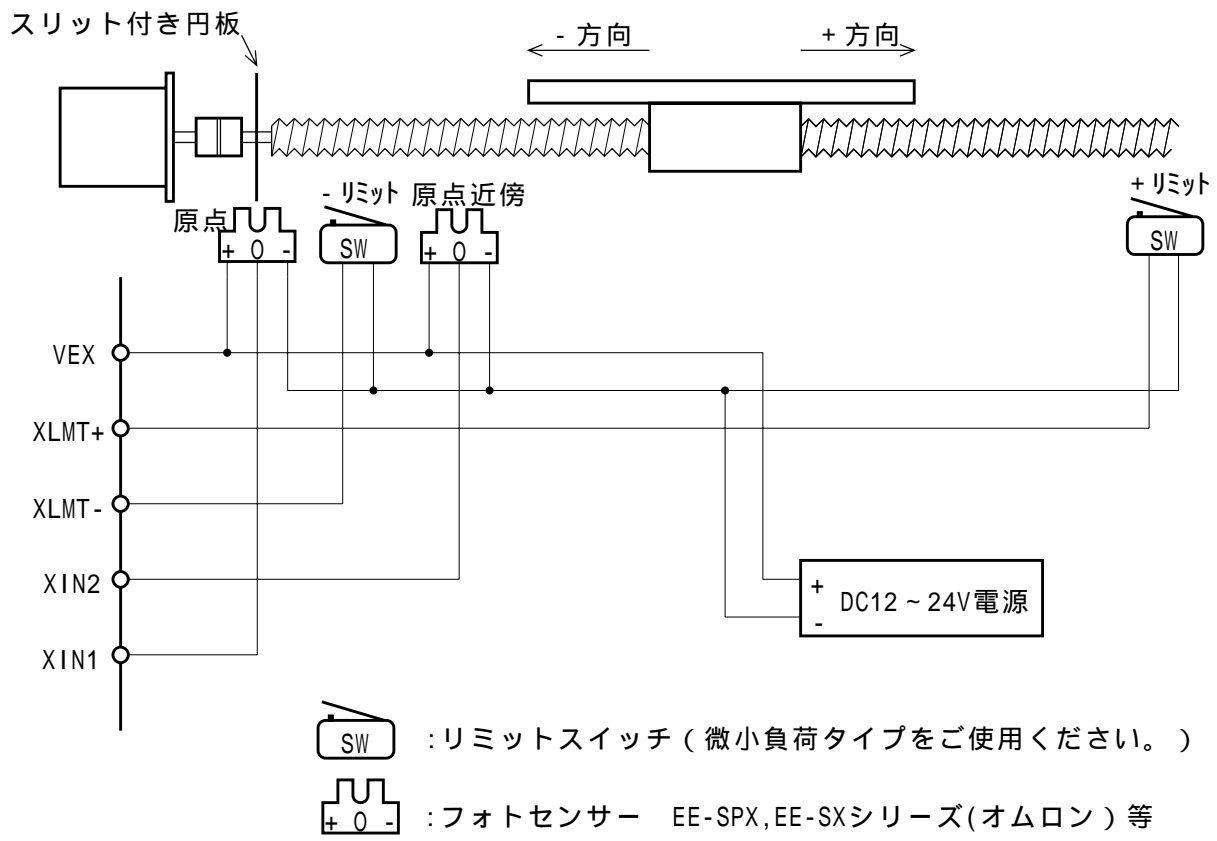 スリット付き円板
- 方向
+ 方向
- リミット
原点近傍
+ リミット
原点
+ O -
SW
+ O -
SW
VEX
XLMT+
XLMT-
XIN2
XIN1
+
-
DC12~24V電源
SW :リミットスイッチ(微小負荷タイプをご使用ください。)
+ O - :フォトセンサー EE-SPX,EE-SXシリーズ(オムロン)等